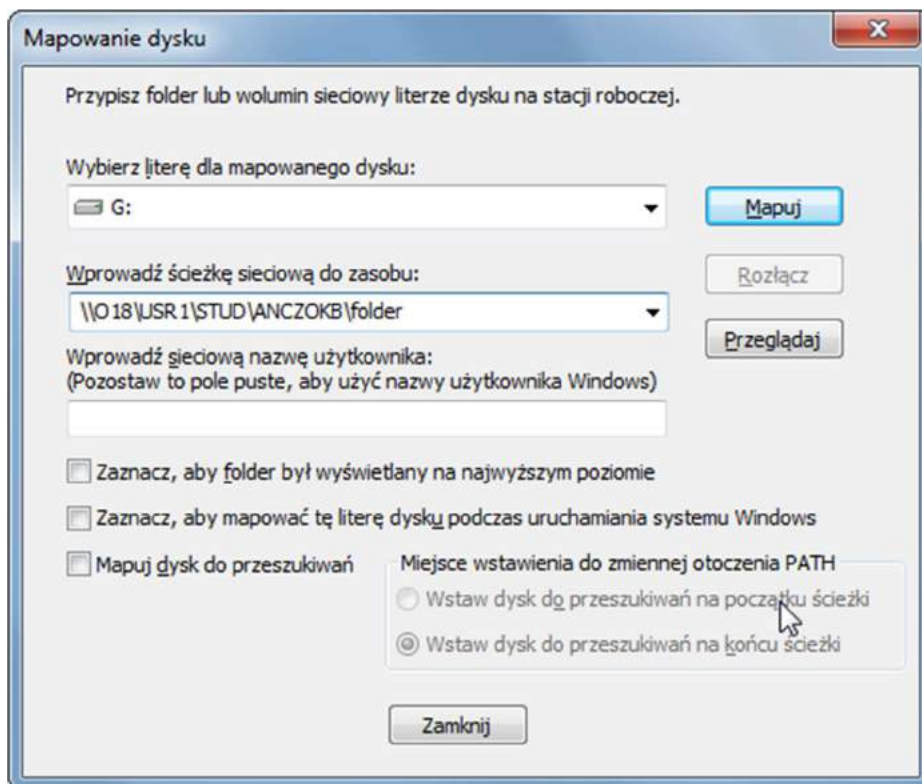 Mapowanie dysku
Przypisz folder lub wolumin sieciowy literze dysku na stacji roboczej.
Wybierz literę dla mapowanego dysku:
G:
Mapuj
Wprowadź ścieżkę sieciową do zasobu:
Rozłącz
\\O18\USR1\STUD\ANCZOKB\folder
Przeglądaj
Wprowadź sieciową nazwę użytkownika:
(Pozostaw to pole puste, aby użyć nazwy użytkownika Windows)
Zaznacz, aby folder był wyświetlany na najwyższym poziomie
Zaznacz, aby mapować tę literę dysku podczas uruchamiania systemu Windows
Mapuj dysk do przeszukiwań
Miejsce wstawienia do zmiennej otoczenia PATH
Wstaw dysk do przeszukiwań na początku ścieżki
Wstaw dysk do przeszukiwań na końcu ścieżki
Zamknij